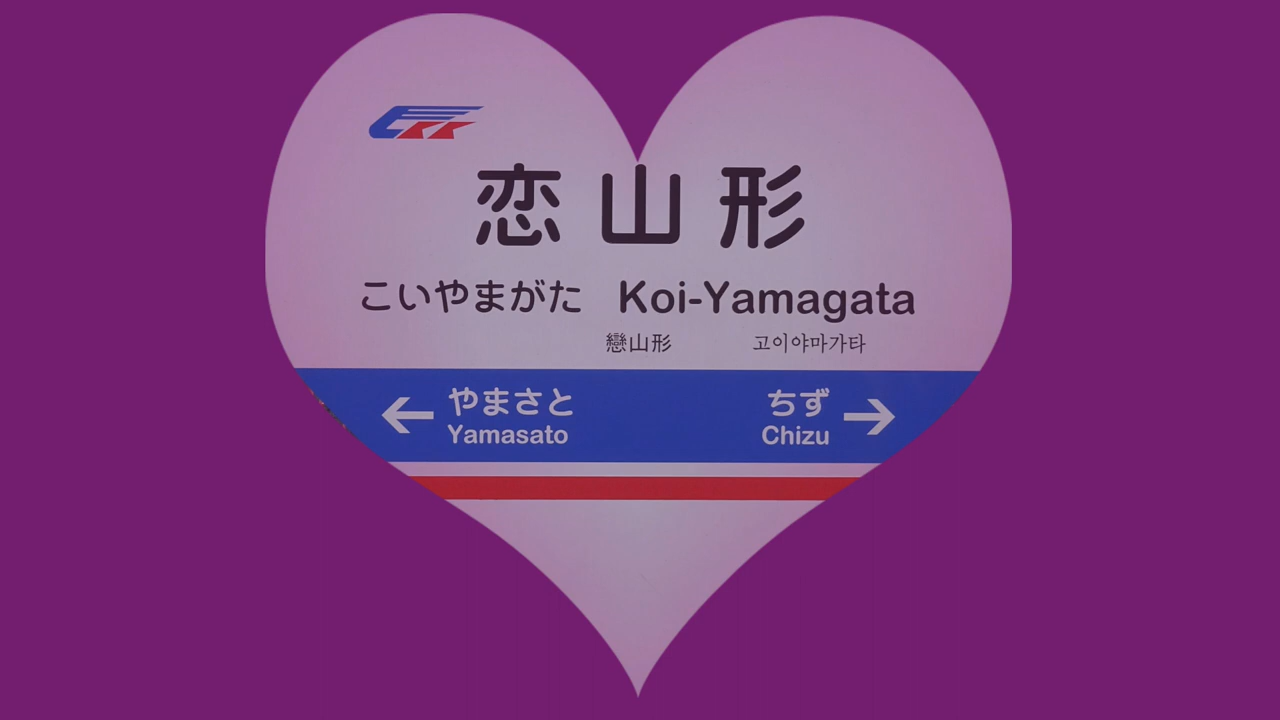 恋山形
こいやまがた Koi-Yamagata
戀山形 고이야마가타
← やまさと ちず →
Yamasato Chizu